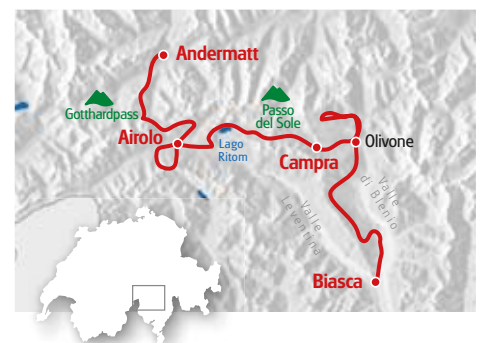 Andermatt
Gotthardpass
Passo
del Sole
Airolo
Lago
Ritom
Olivone
Campra
Valle
di Blenio
Valle
Leventina
Biasca